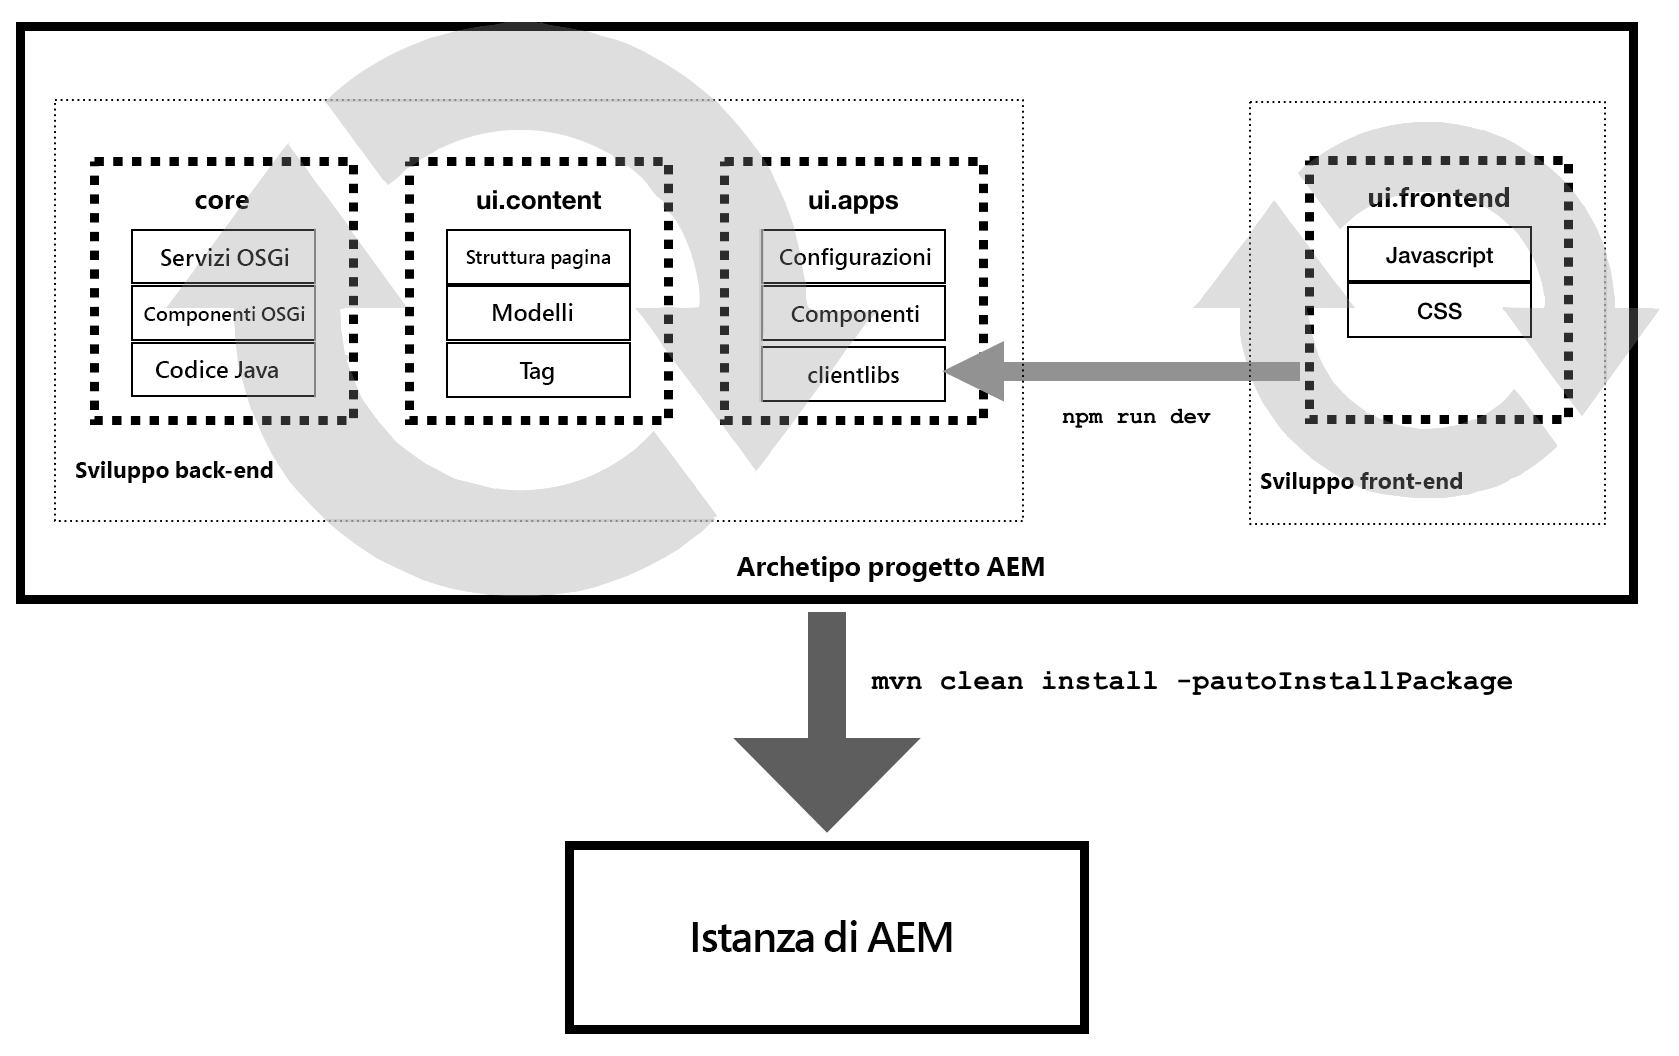 core
Servizi OSGi
Componenti OSGi
Codice Java
ui.content
Struttura pagina
Modelli
Tag
ui.apps
Configurazioni
Componenti
clientlibs
Sviluppo back-end
npm run dev
ui.frontend
Javascript
CSS
Sviluppo front-end
Archetipo progetto AEM
mvn clean install -pautoInstallPackage
Istanza di AEM